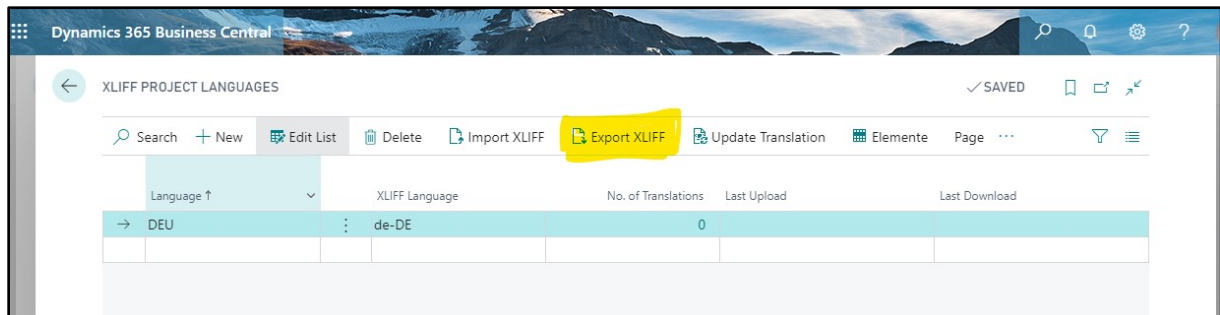 Dynamics 365 Business Central
?
XLIFF PROJECT LANGUAGES
✓ SAVED
Search + New Edit List Delete Import XLIFF Export XLIFF Update Translation Elemente Page ···
Language ↑ XLIFF Language No. of Translations Last Upload Last Download
→ DEU ⋮ de-DE 0